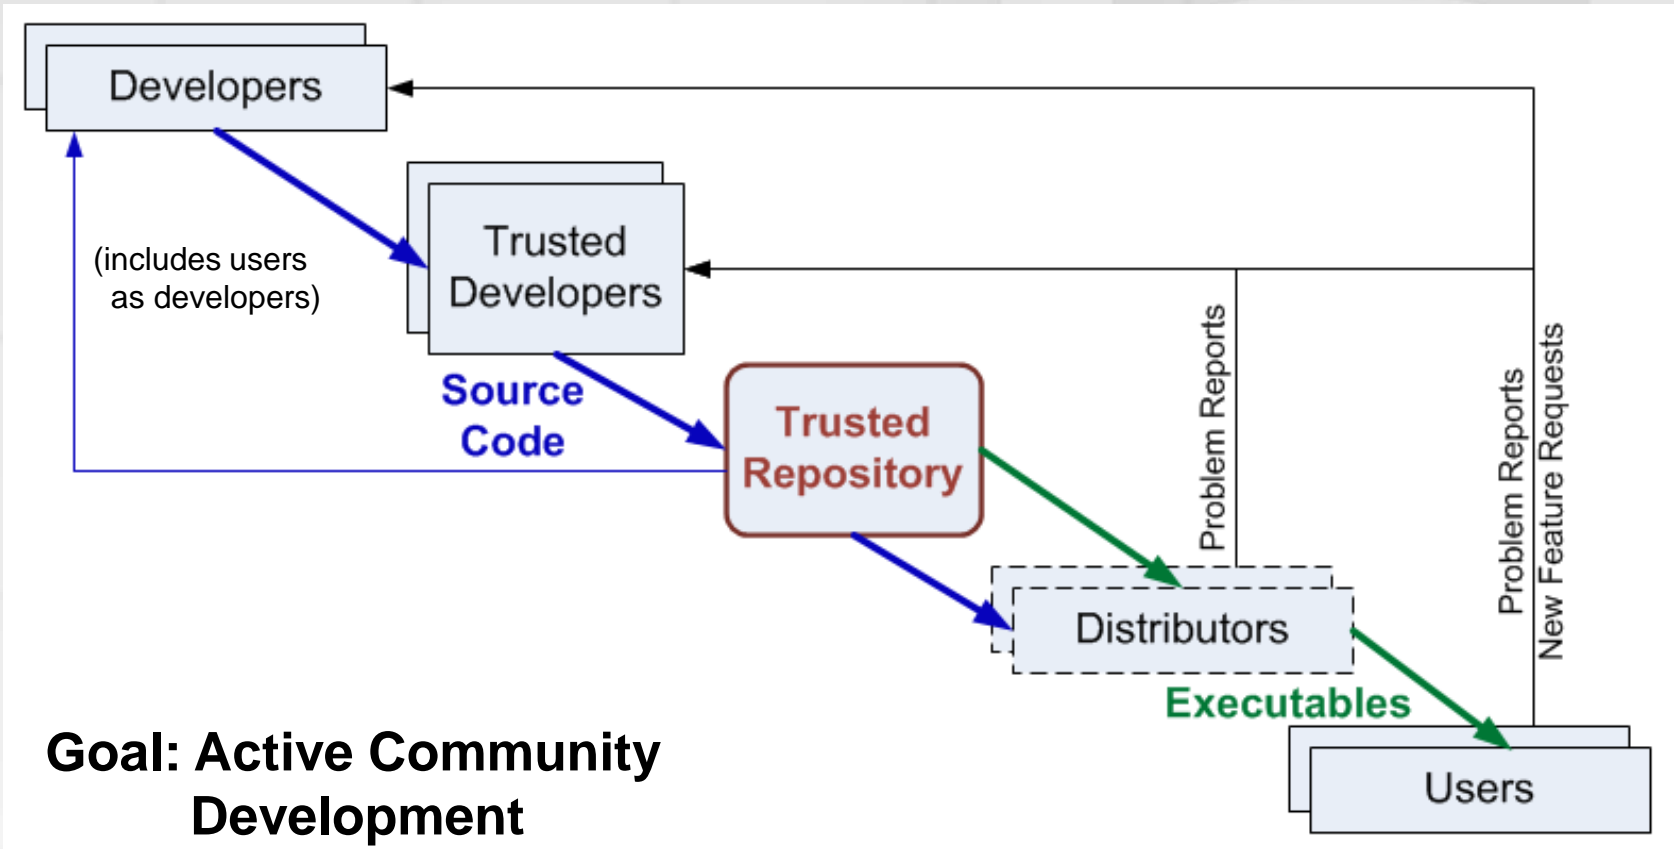 Developers
(includes users
as developers)
Trusted
Developers
Source
Code
Trusted
Repository
Problem Reports
Problem Reports
New Feature Requests
Distributors
Executables
Users
Goal: Active Community
Development